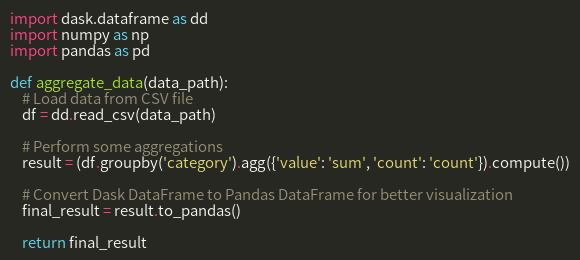 import dask.dataframe as dd
import numpy as np
import pandas as pd

def aggregate_data(data_path):
    # Load data from CSV file
    df = dd.read_csv(data_path)

    # Perform some aggregations
    result = (df.groupby('category').agg({'value': 'sum', 'count': 'count'}).compute())

    # Convert Dask DataFrame to Pandas DataFrame for better visualization
    final_result = result.to_pandas()

    return final_result